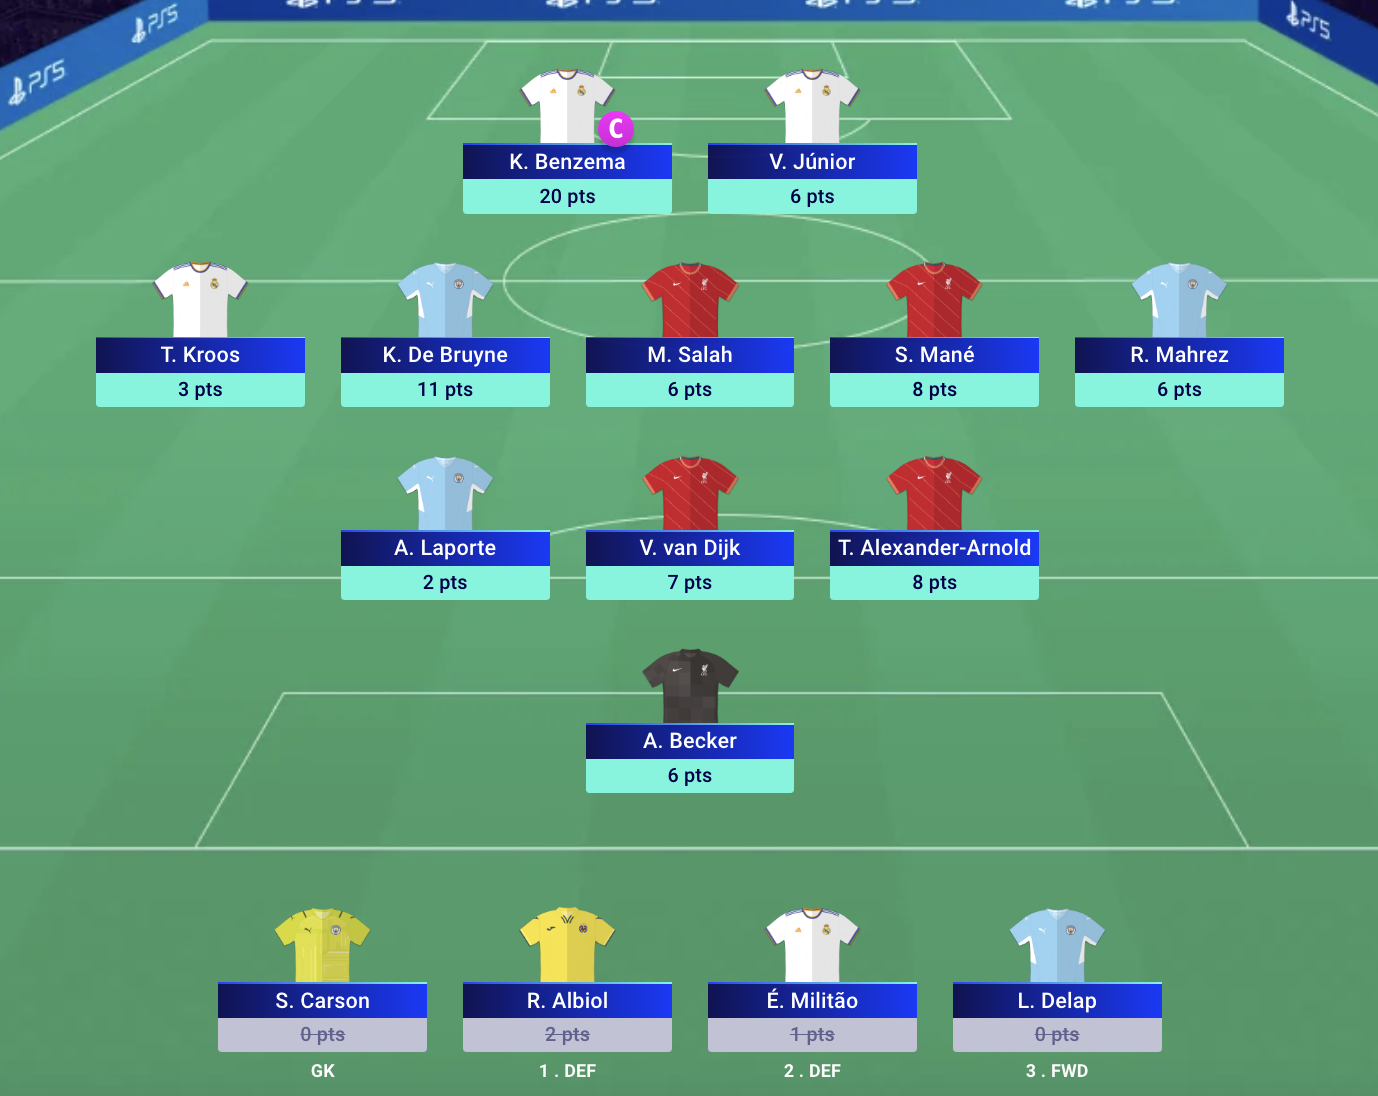 PS5
PS5
PS5
C
K. Benzema
20 pts
V. Júnior
6 pts
T. Kroos
3 pts
K. De Bruyne
11 pts
M. Salah
6 pts
S. Mané
8 pts
R. Mahrez
6 pts
A. Laporte
2 pts
V. van Dijk
7 pts
T. Alexander-Arnold
8 pts
A. Becker
6 pts
S. Carson
0 pts
GK
R. Albiol
2 pts
1 . DEF
É. Militão
1 pts
2 . DEF
L. Delap
0 pts
3 . FWD